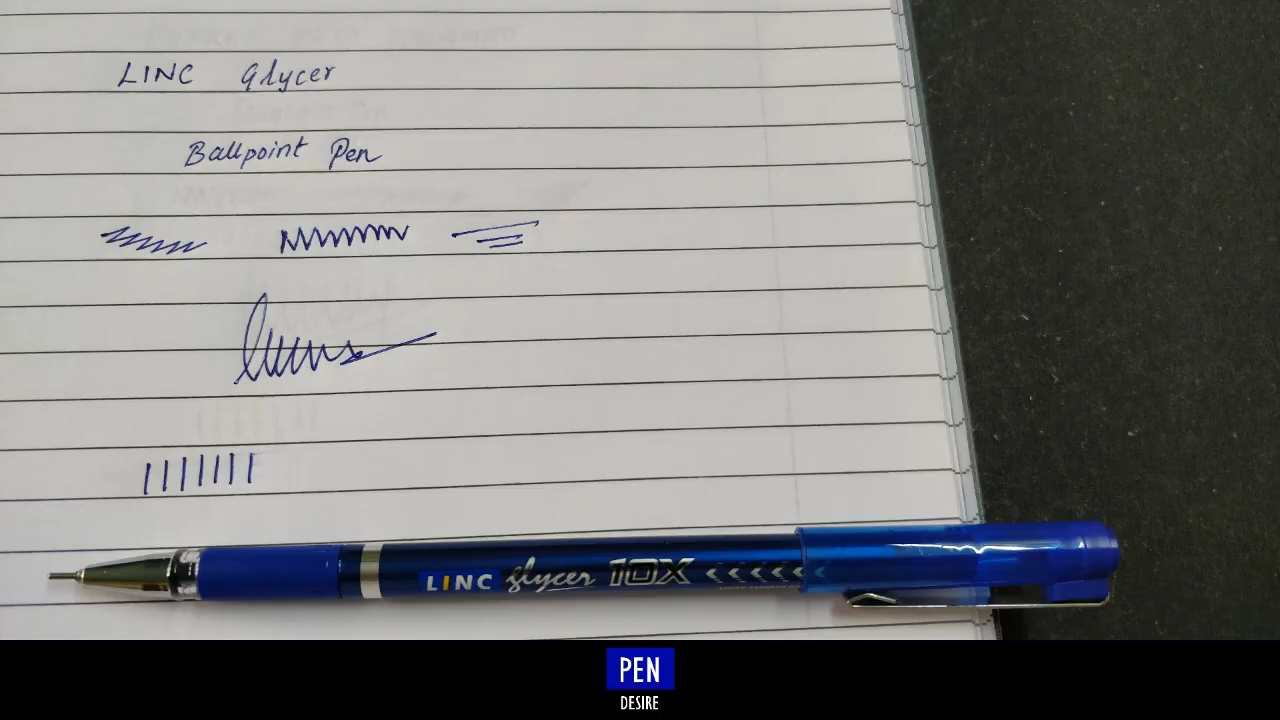 LINC Glycer
Ballpoint Pen
LINC glycer 10X
PEN
DESIRE